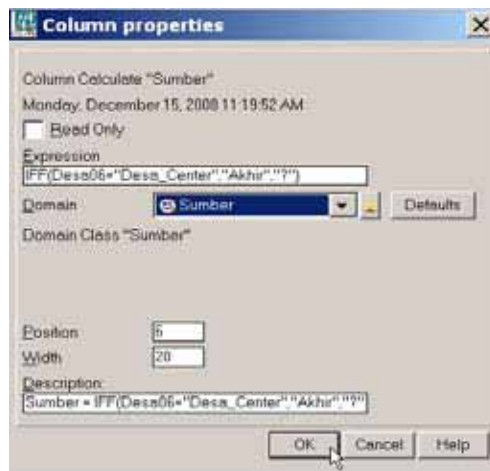 Column properties
Column Calculate "Sumber"
Monday, December 15, 2008 11:19:52 AM
Read Only
Expression
IFF(Desa06="Desa_Center","Akhir","?")
Domain Sumber Defaults
Domain Class "Sumber"
Position 6
Width 20
Description:
Sumber = IFF(Desa06="Desa_Center","Akhir","?"
OK Cancel Help